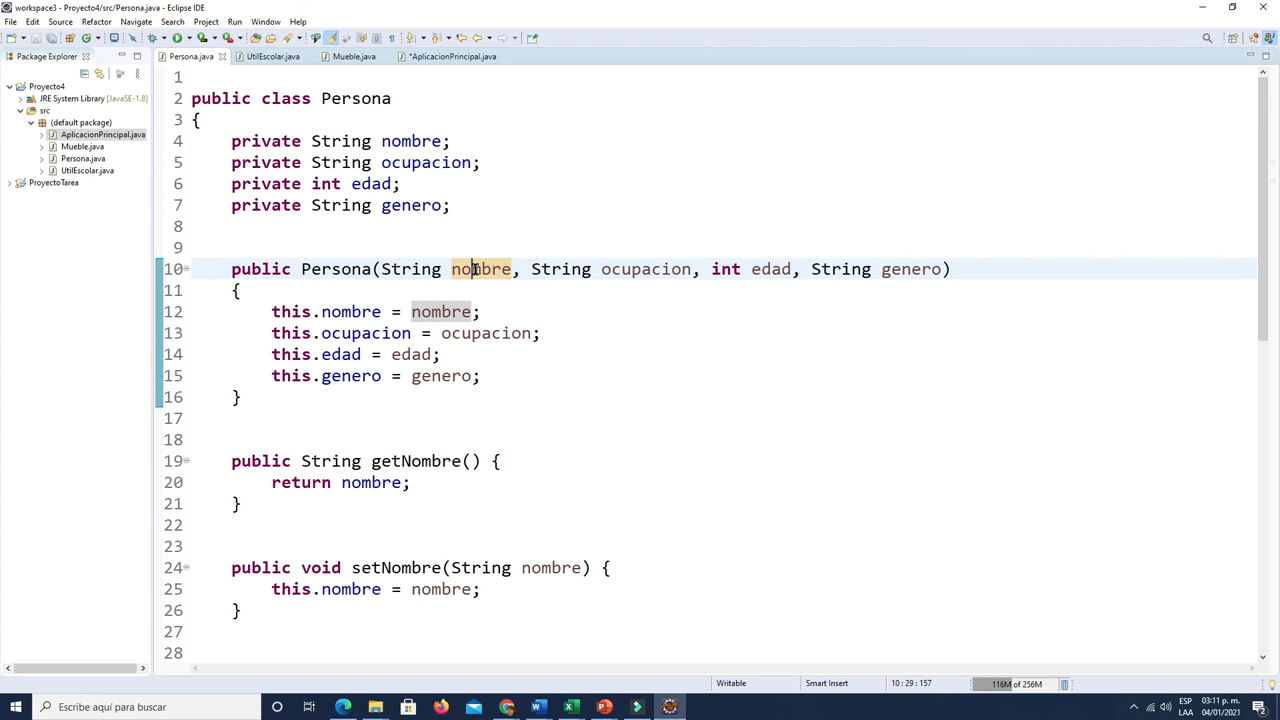 workspace3 - Proyecto4/src/Persona.java - Eclipse IDE
File Edit Source Refactor Navigate Search Project Run Window Help
Package Explorer
Persona.java UtilEscolar.java Mueble.java *AplicacionPrincipal.java
Proyecto4
JRE System Library [JavaSE-1.8]
src
(default package)
AplicacionPrincipal.java
Mueble.java
Persona.java
UtilEscolar.java
ProyectoTarea
1
2 public class Persona
3 {
4 private String nombre;
5 private String ocupacion;
6 private int edad;
7 private String genero;
8
9
10 public Persona(String nombre, String ocupacion, int edad, String genero)
11 {
12 this.nombre = nombre;
13 this.ocupacion = ocupacion;
14 this.edad = edad;
15 this.genero = genero;
16 }
17
18
19 public String getNombre() {
20 return nombre;
21 }
22
23
24 public void setNombre(String nombre) {
25 this.nombre = nombre;
26 }
27
28
Writable Smart Insert 10 : 29 : 157 116M of 256M
Escribe aquí para buscar
ESP 03:11 p. m.
LAA 04/01/2021
2